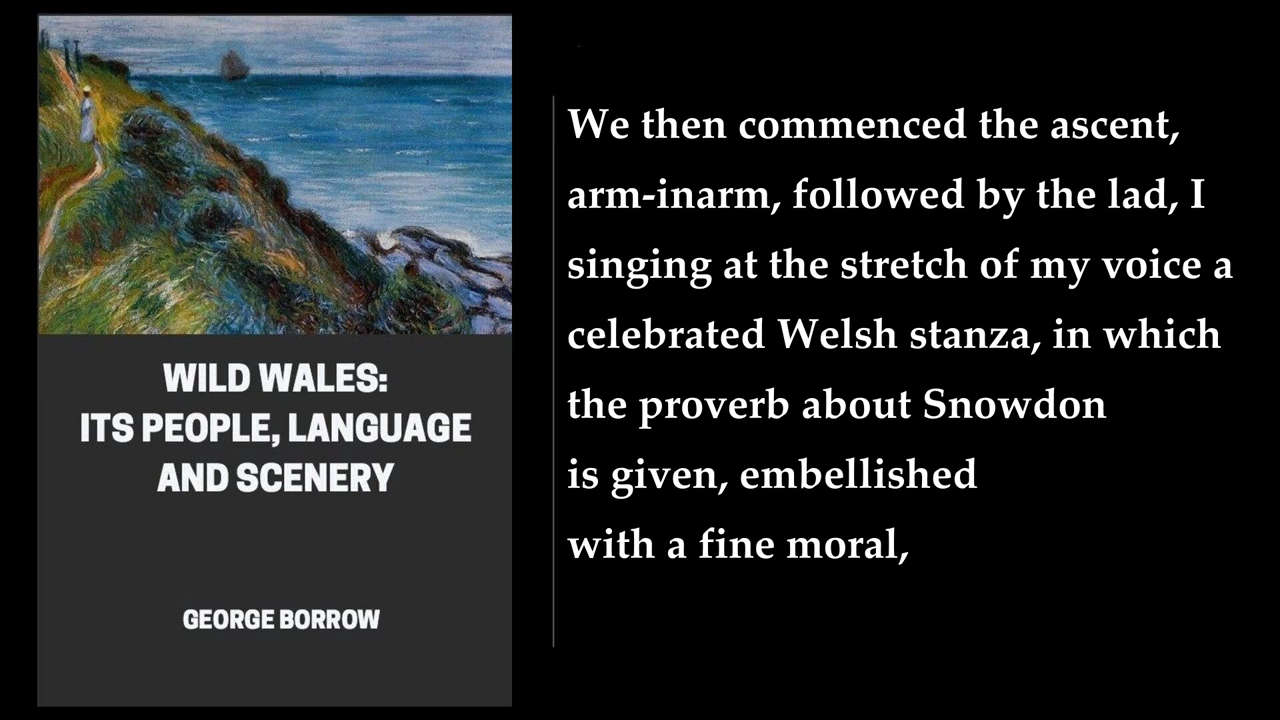 WILD WALES:
ITS PEOPLE, LANGUAGE
AND SCENERY
GEORGE BORROW
We then commenced the ascent,
arm-inarm, followed by the lad, I
singing at the stretch of my voice a
celebrated Welsh stanza, in which
the proverb about Snowdon
is given, embellished
with a fine moral,